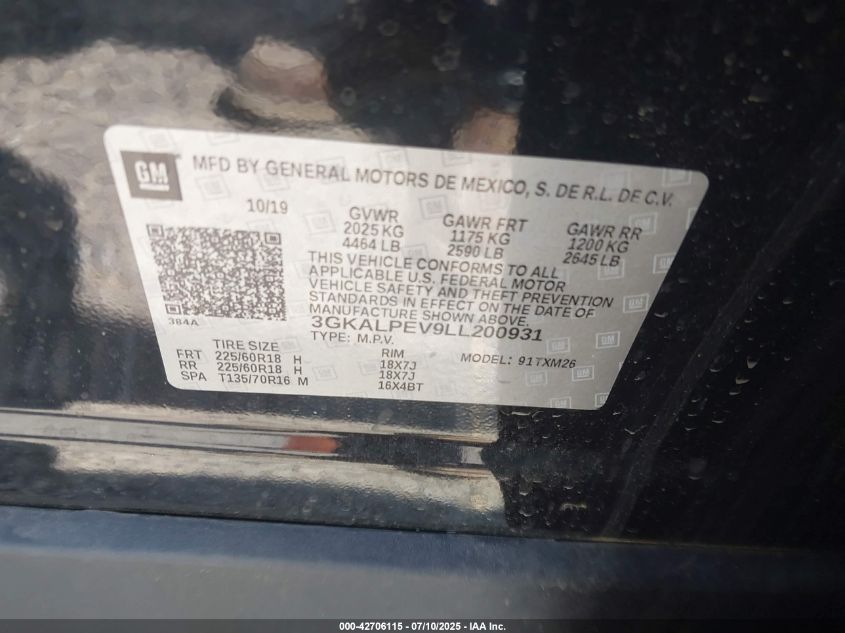 GM
MFD BY GENERAL MOTORS DE MEXICO, S. DE R.L. DE C.V.
10/19 GVWR GAWR FRT GAWR RR
2025 KG 1175 KG 1200 KG
4464 LB 2590 LB 2645 LB
THIS VEHICLE CONFORMS TO ALL
APPLICABLE U.S. FEDERAL MOTOR
VEHICLE SAFETY AND THEFT PREVENTION
STANDARDS IN EFFECT ON THE DATE OF
MANUFACTURE SHOWN ABOVE.
384A 3GKALPEV9LL200931
TYPE: M.P.V. MODEL: 91TXM26
TIRE SIZE RIM
FRT 225/60R18 H 18X7J
RR 225/60R18 H 18X7J
SPA T135/70R16 M 16X4BT
000-42706115 - 07/10/2025 - IAA Inc.